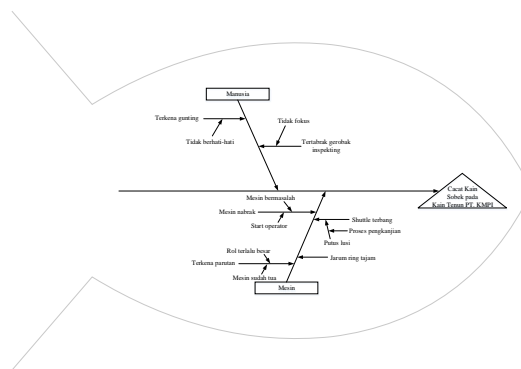 Manusia
Terkena gunting
Tidak berhati-hati
Tidak fokus
Tertabrak gerobak
inspekting
Cacat Kain
Sobek pada
Kain Tenun PT. KMPI
Mesin bermasalah
Mesin nabrak
Start operator
Shuttle terbang
Proses pengkanjian
Putus lusi
Rol terlalu besar
Terkena parutan
Mesin sudah tua
Jarum ring tajam
Mesin